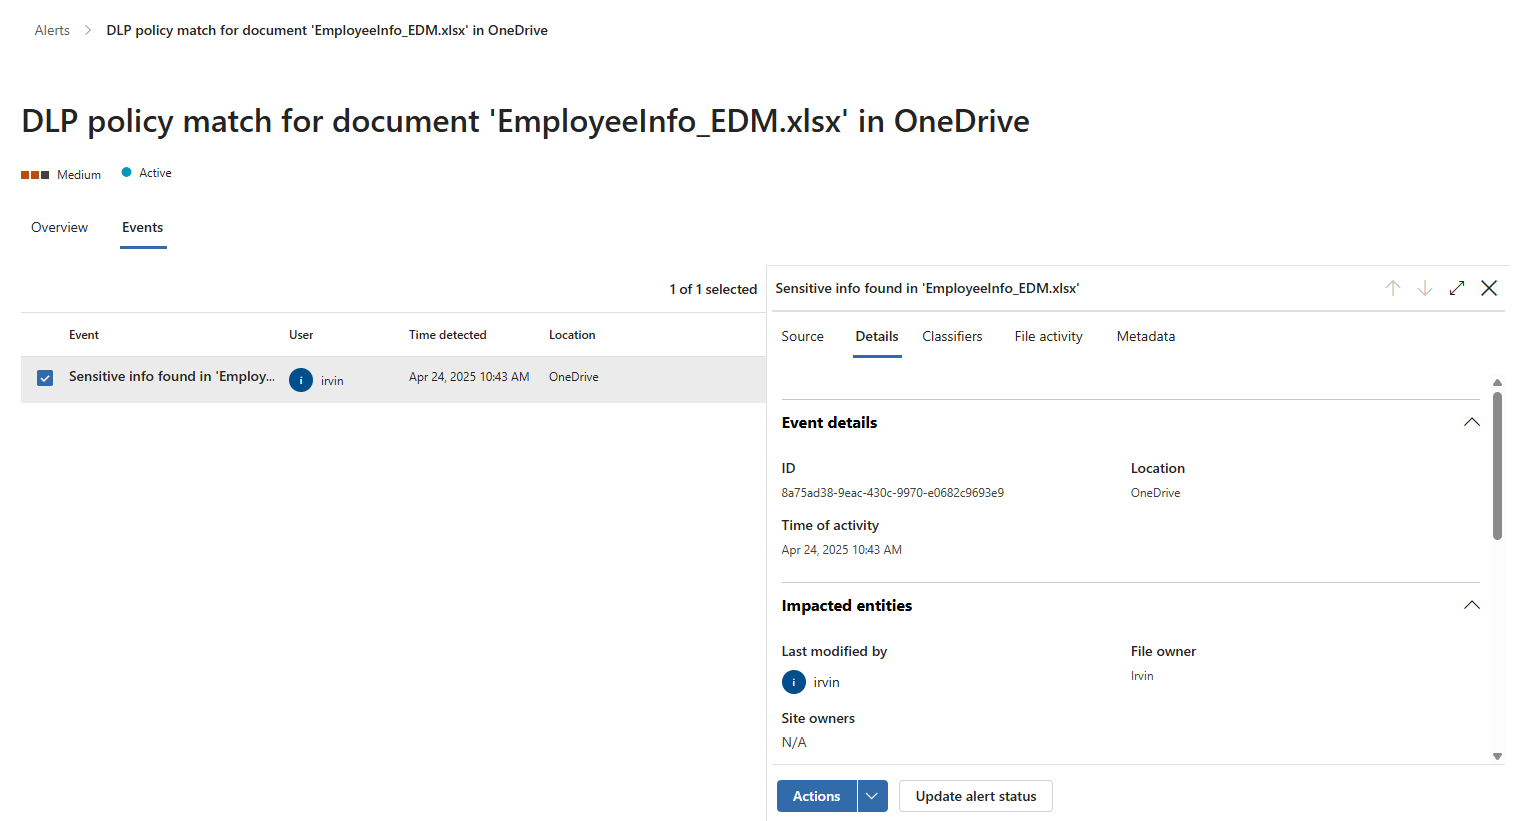 Alerts > DLP policy match for document 'EmployeeInfo_EDM.xlsx' in OneDrive
DLP policy match for document 'EmployeeInfo_EDM.xlsx' in OneDrive
Medium Active
Overview Events
1 of 1 selected
Event User Time detected Location
Sensitive info found in 'Employ... i irvin Apr 24, 2025 10:43 AM OneDrive
Sensitive info found in 'EmployeeInfo_EDM.xlsx'
Source Details Classifiers File activity Metadata
Event details
ID Location
8a75ad38-9eac-430c-9970-e0682c9693e9 OneDrive
Time of activity
Apr 24, 2025 10:43 AM
Impacted entities
Last modified by File owner
i irvin Irvin
Site owners
N/A
Actions Update alert status